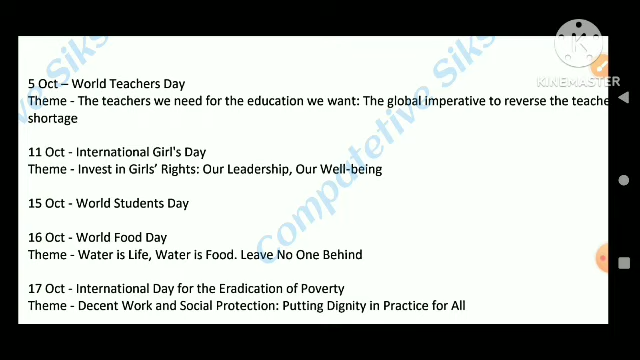 5 Oct – World Teachers Day
Theme - The teachers we need for the education we want: The global imperative to reverse the teache
shortage
11 Oct - International Girl's Day
Theme - Invest in Girls’ Rights: Our Leadership, Our Well-being
15 Oct - World Students Day
16 Oct - World Food Day
Theme - Water is Life, Water is Food. Leave No One Behind
17 Oct - International Day for the Eradication of Poverty
Theme - Decent Work and Social Protection: Putting Dignity in Practice for All
Computetive Siks
ve Siks
K
KINEMASTER